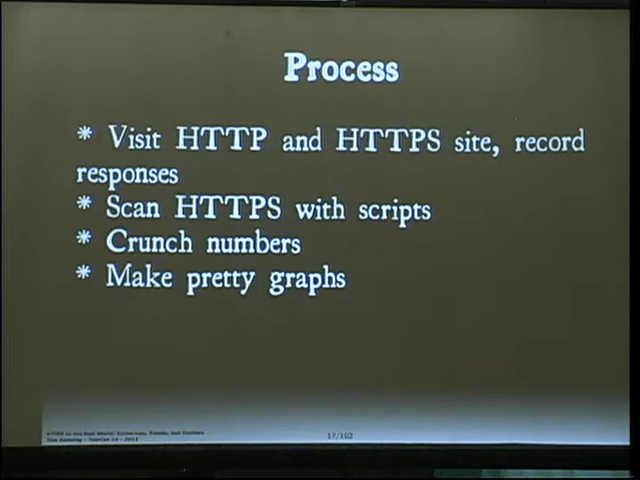 Process
* Visit HTTP and HTTPS site, record
responses
* Scan HTTPS with scripts
* Crunch numbers
* Make pretty graphs
17/102